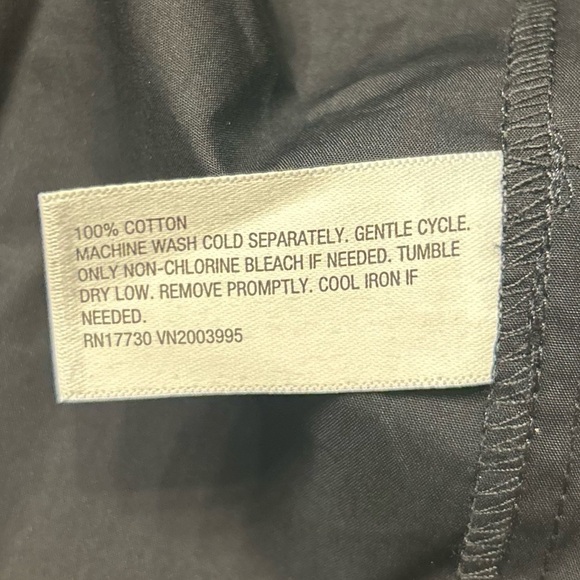 100% COTTON
MACHINE WASH COLD SEPARATELY. GENTLE CYCLE.
ONLY NON-CHLORINE BLEACH IF NEEDED. TUMBLE
DRY LOW. REMOVE PROMPTLY. COOL IRON IF
NEEDED.
RN17730 VN2003995